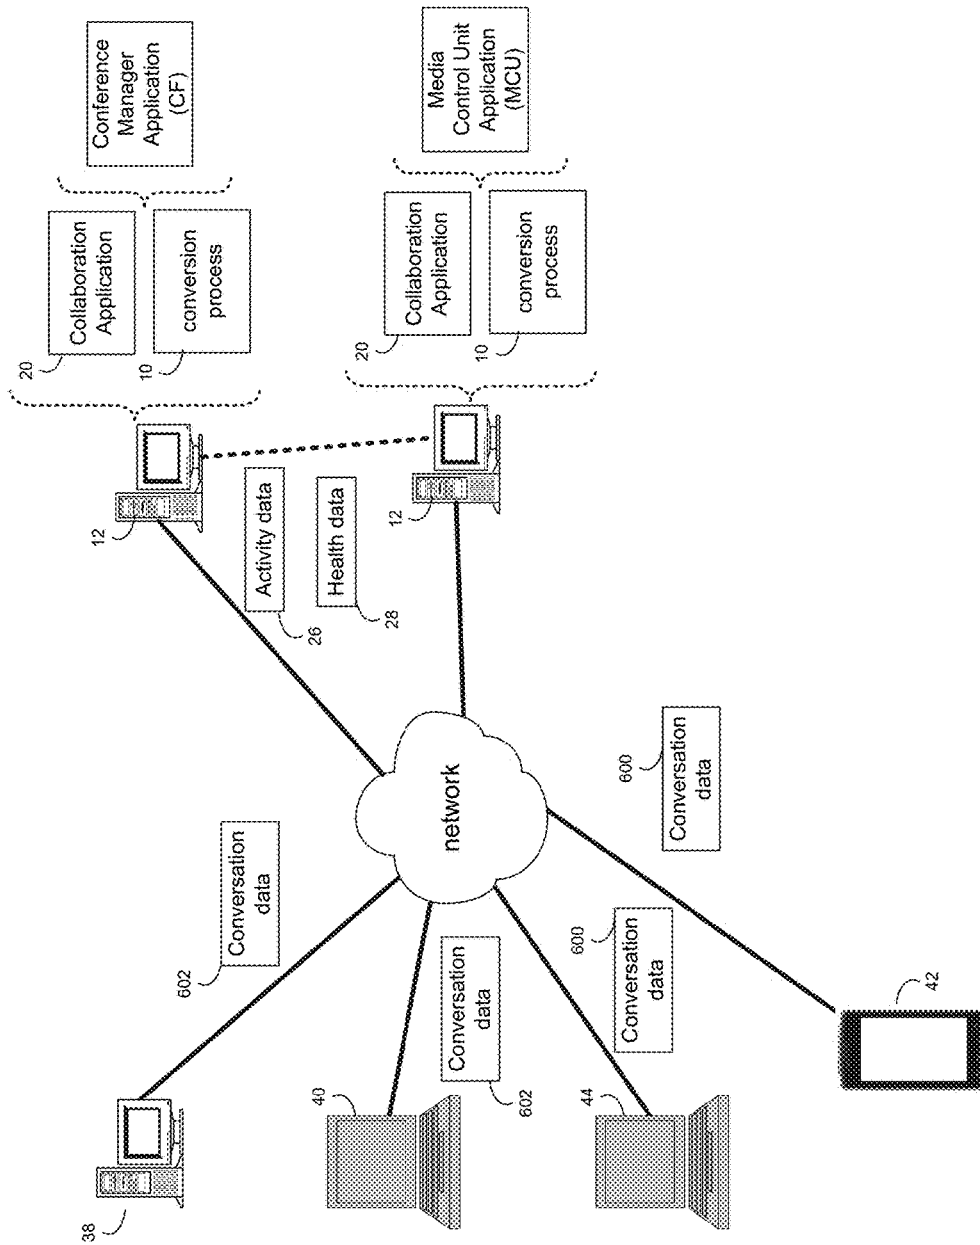 Conference
Manager
Application
(CF)
20
Collaboration
Application
10
conversion
process
Media
Control Unit
Application
(MCU)
20
Collaboration
Application
10
conversion
process
12
Activity data
26
Health data
28
12
network
602
Conversation
data
Conversation
data
602
600
Conversation
data
600
Conversation
data
38
40
44
42